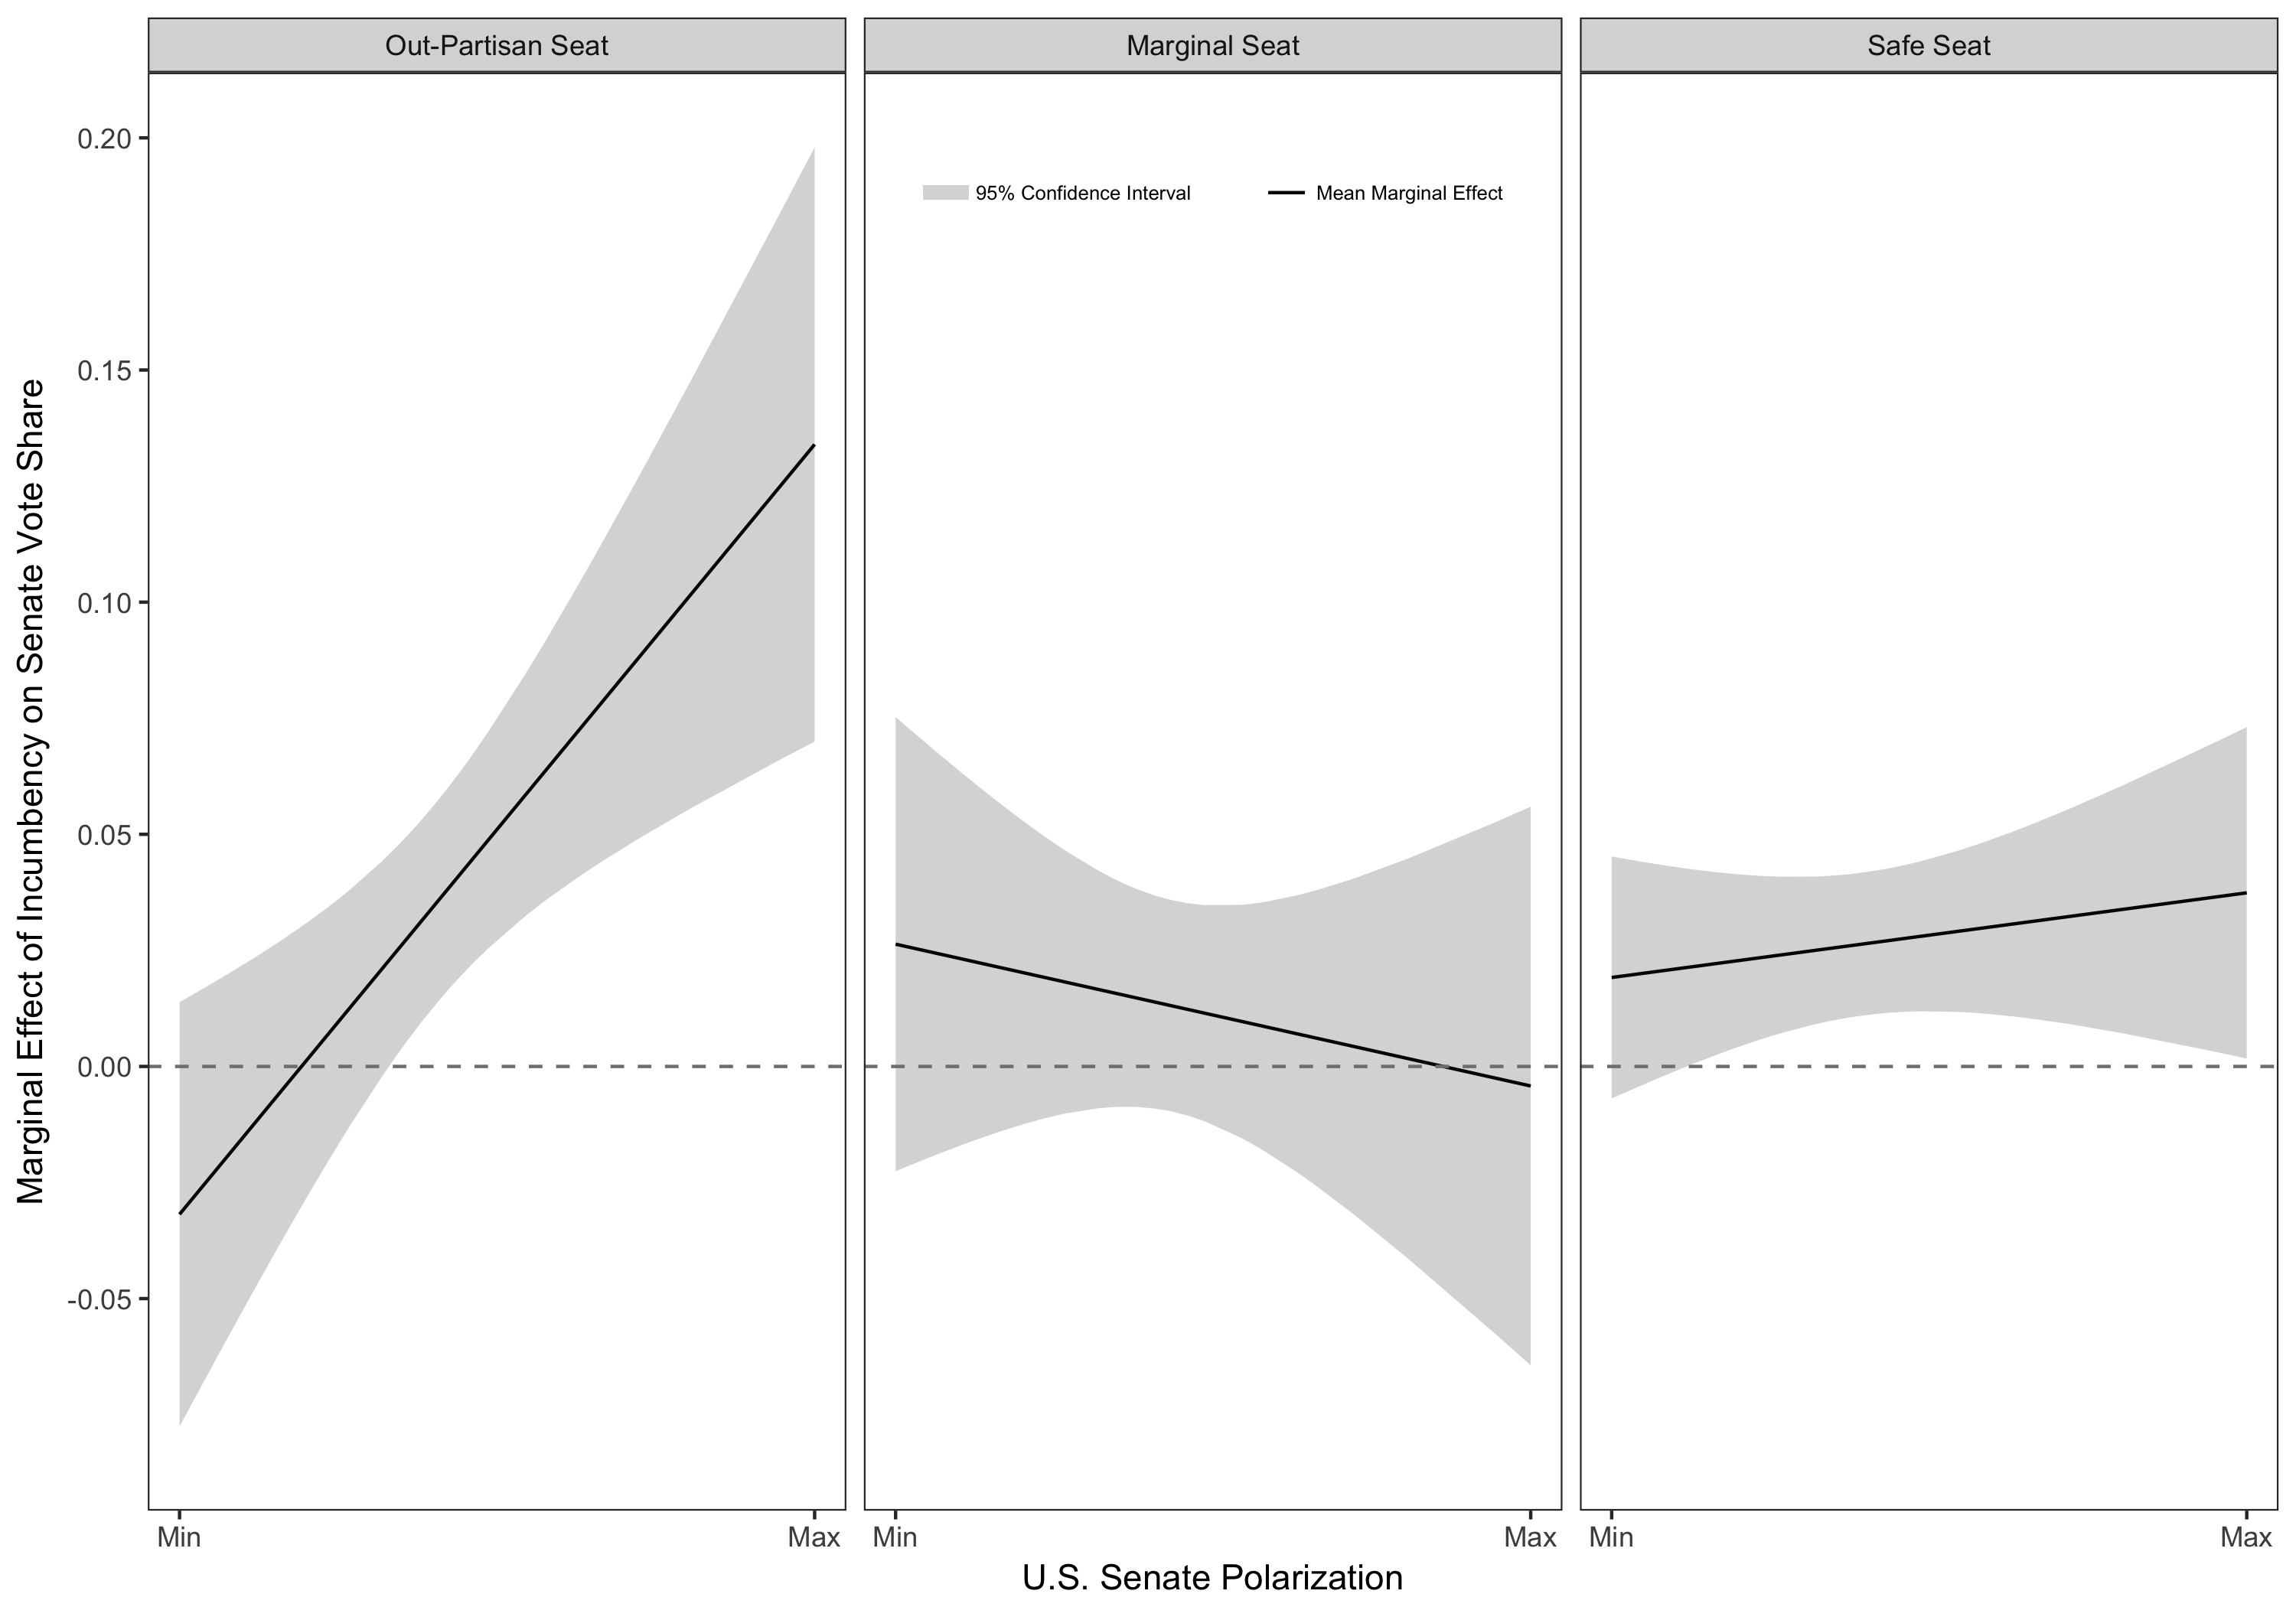 Out-Partisan Seat
Marginal Seat
Safe Seat
95% Confidence Interval
Mean Marginal Effect
Marginal Effect of Incumbency on Senate Vote Share
0.20
0.15
0.10
0.05
0.00
-0.05
Min
Max
Min
Max
Min
Max
U.S. Senate Polarization